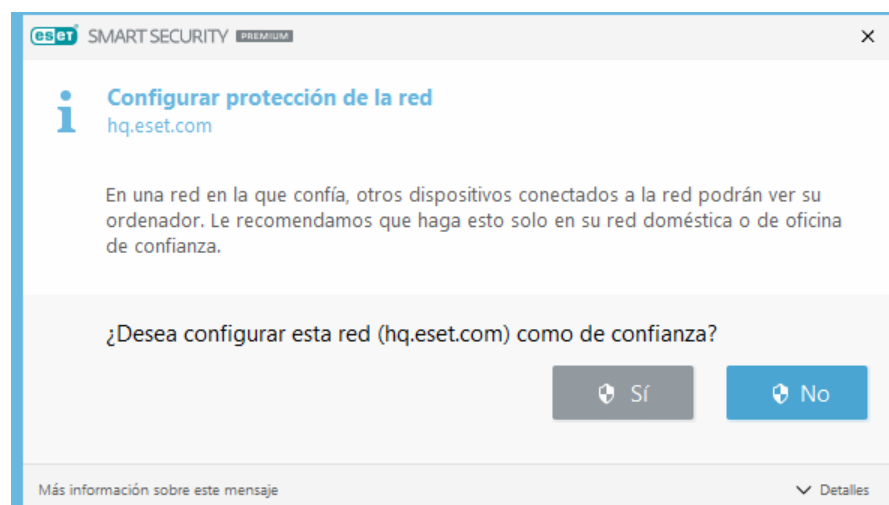 eset SMART SECURITY PREMIUM
Configurar protección de la red
hq.eset.com
En una red en la que confía, otros dispositivos conectados a la red podrán ver su
ordenador. Le recomendamos que haga esto solo en su red doméstica o de oficina
de confianza.
¿Desea configurar esta red (hq.eset.com) como de confianza?
Sí No
Más información sobre este mensaje Detalles